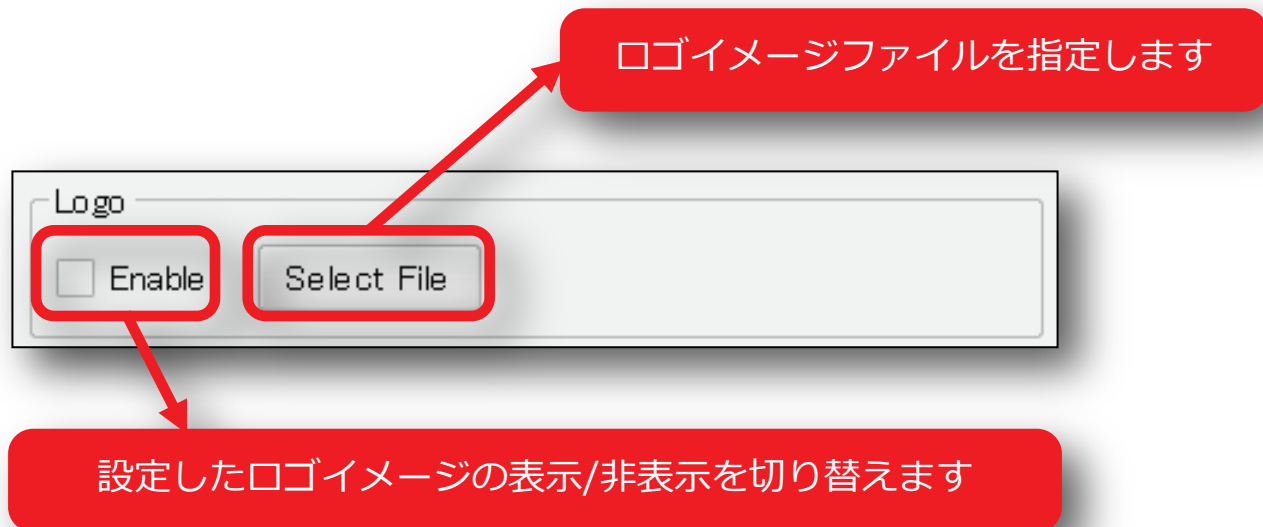 ロゴイメージファイルを指定します
Logo
Enable
Select File
設定したロゴイメージの表示/非表示を切り替えます